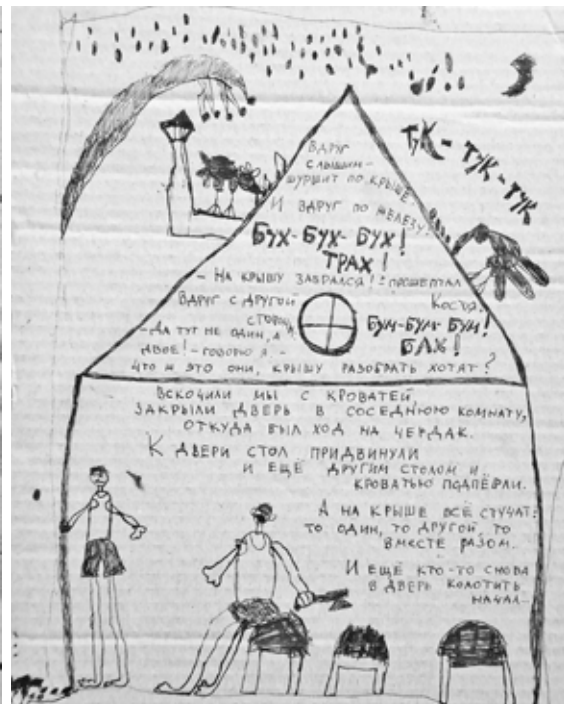 ТУК-ТУК-ТУК
ВДРУГ
СЛЫШИМ-
ШУРШИТ ПО КРЫШЕ.
И ВДРУГ ПО ЖЕЛЕЗУ:
БУХ-БУХ-БУХ!
ТРАХ!
- НА КРЫШУ ЗАБРАЛСЯ!- ПРОШЕПТАЛ
КОСТЯ.
ВДРУГ С ДРУГОЙ
СТОРОНЫ
БУМ-БУМ-БУМ!
БАХ!
- ДА ТУТ НЕ ОДИН, А
ДВОЕ! - ГОВОРЮ Я. -
ЧТО Ж ЭТО ОНИ, КРЫШУ РАЗОБРАТЬ ХОТЯТ?
ВСКОЧИЛИ МЫ С КРОВАТЕЙ,
ЗАКРЫЛИ ДВЕРЬ В СОСЕДНЮЮ КОМНАТУ,
ОТКУДА БЫЛ ХОД НА ЧЕРДАК.
К ДВЕРИ СТОЛ ПРИДВИНУЛИ
И ЕЩЁ ДРУГИМ СТОЛОМ И
КРОВАТЬЮ ПОДПЁРЛИ.
А НА КРЫШЕ ВСЁ СТУЧАТ:
ТО ОДИН, ТО ДРУГОЙ, ТО
ВМЕСТЕ РАЗОМ.
И ЕЩЁ КТО-ТО СНОВА
В ДВЕРЬ КОЛОТИТЬ
НАЧАЛ.